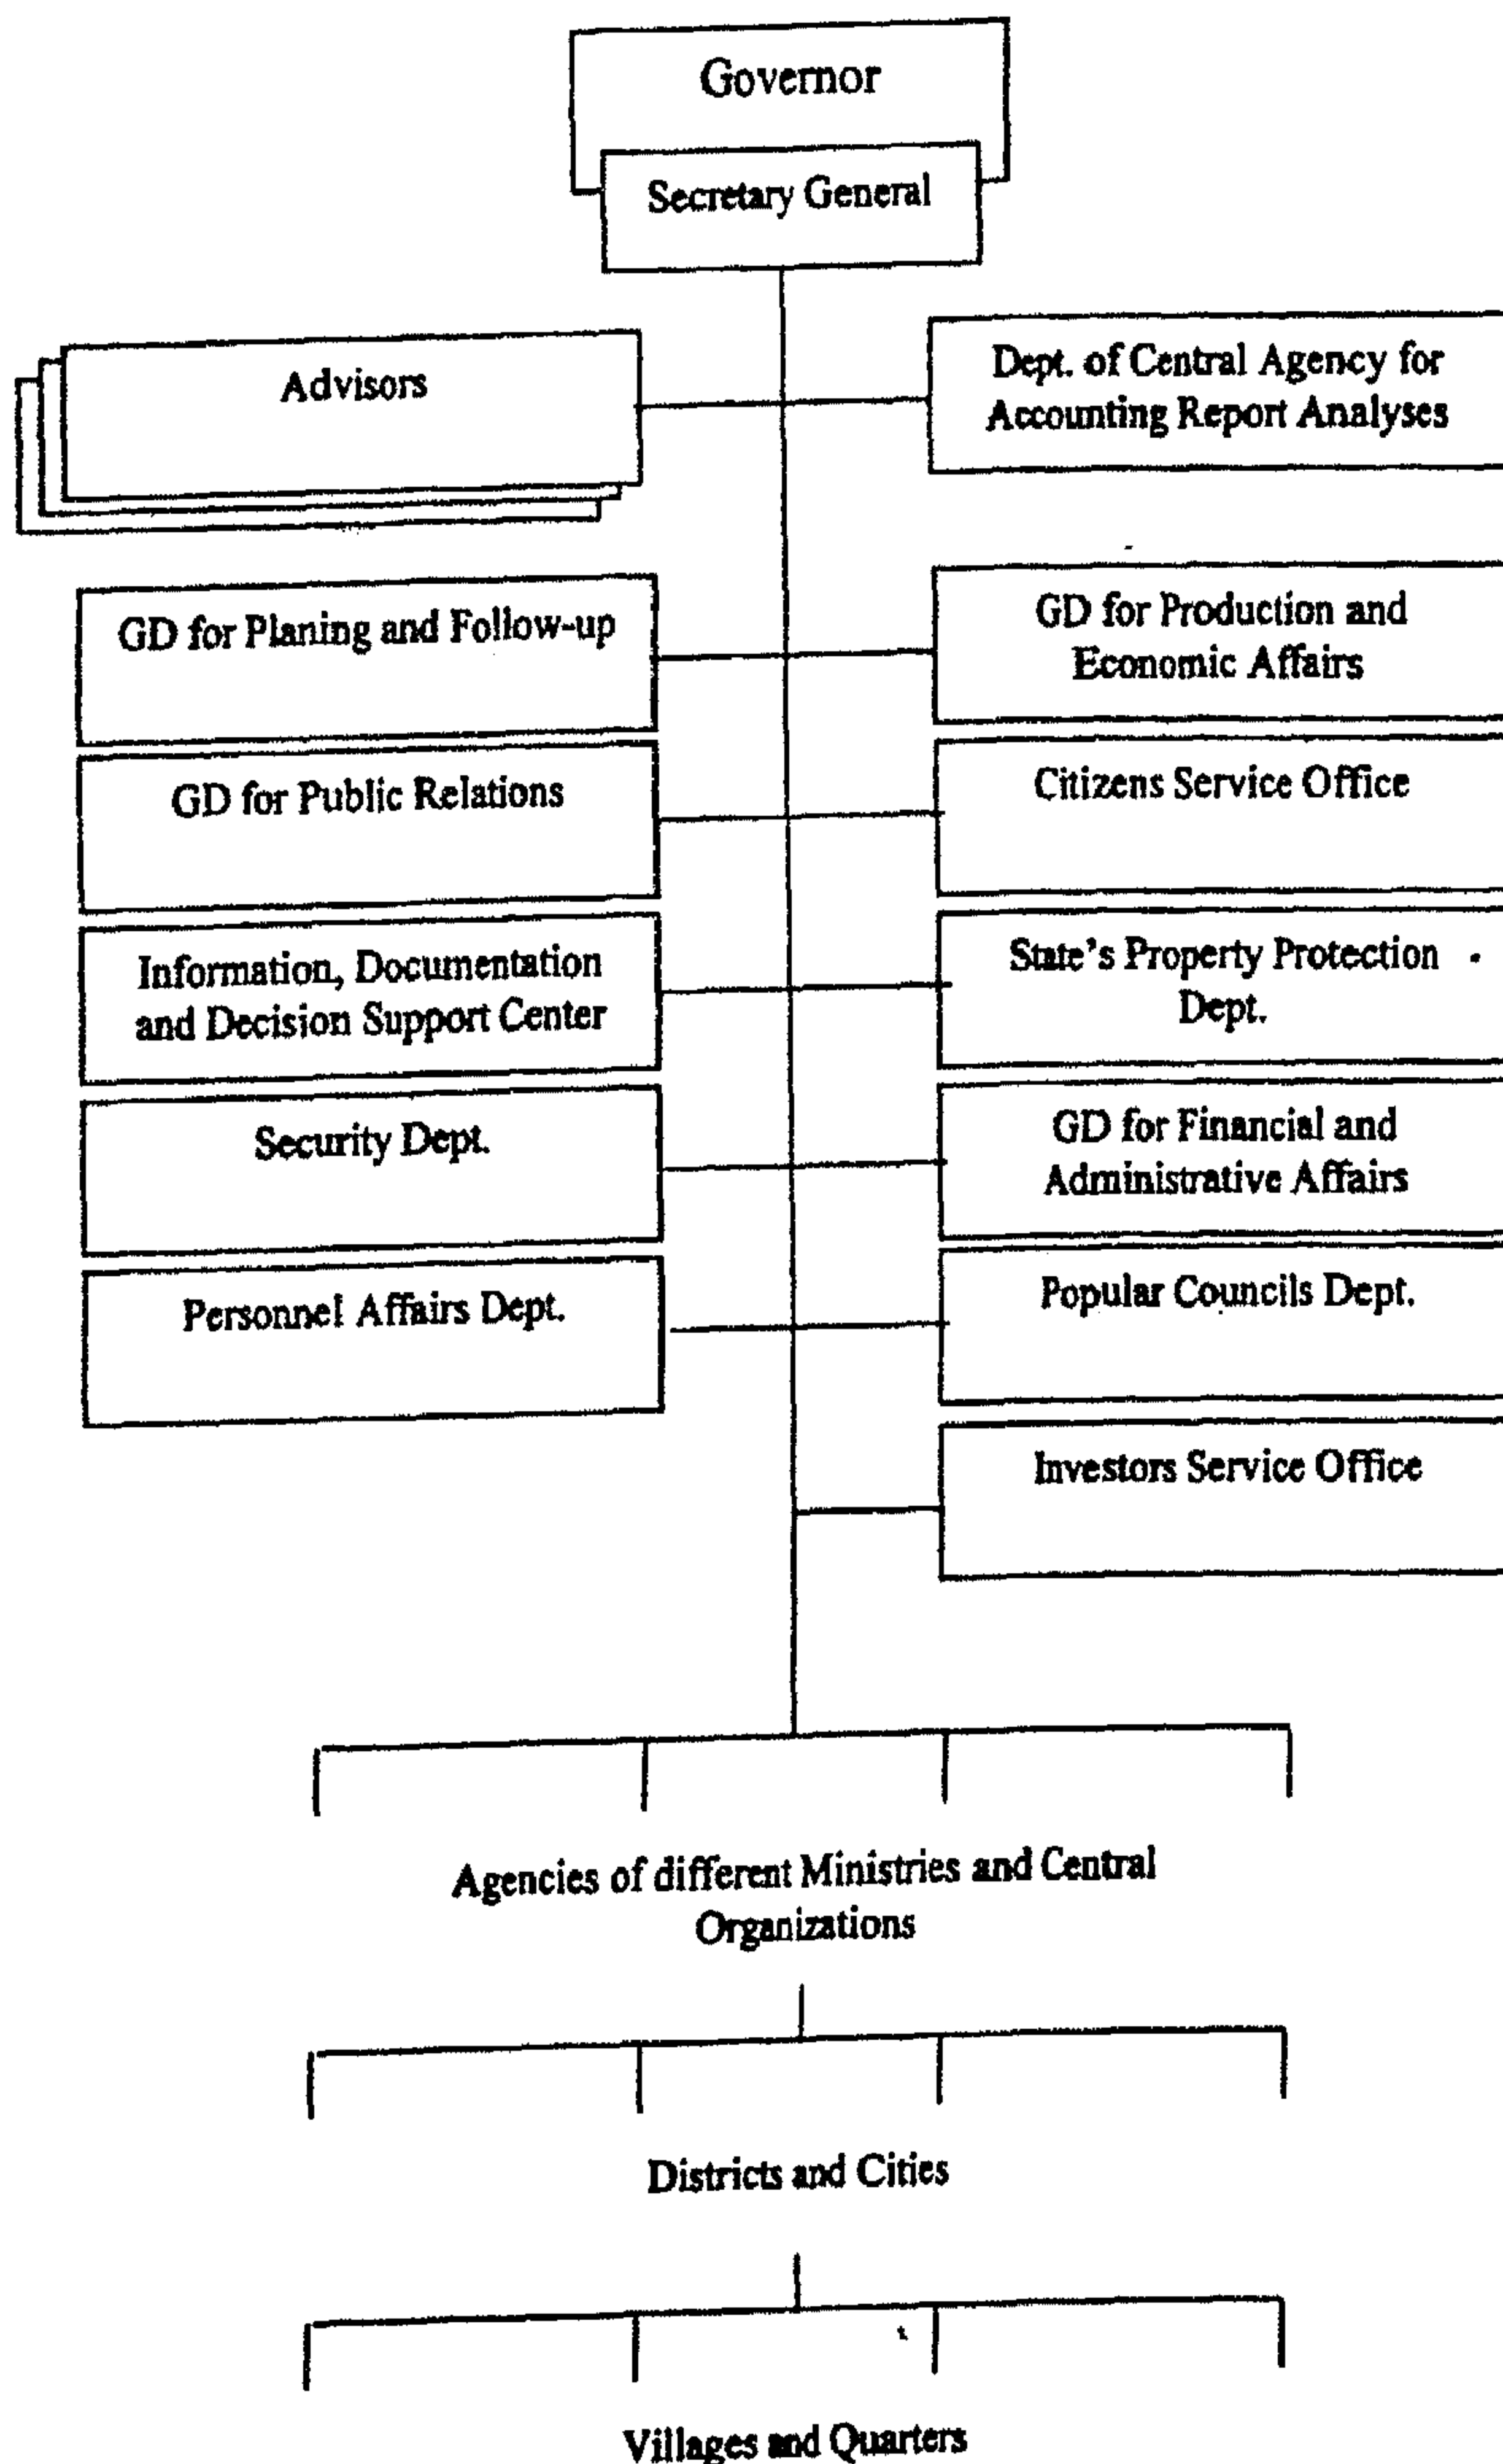 Governor
Secretary General
Advisors
Dept. of Central Agency for
Accounting Report Analyses
GD for Planing and Follow-up
GD for Production and
Economic Affairs
GD for Public Relations
Citizens Service Office
Information, Documentation
and Decision Support Center
State's Property Protection
Dept.
Security Dept.
GD for Financial and
Administrative Affairs
Personnel Affairs Dept.
Popular Councils Dept.
Investors Service Office
Agencies of different Ministries and Central
Organizations
Districts and Cities
Villages and Quarters